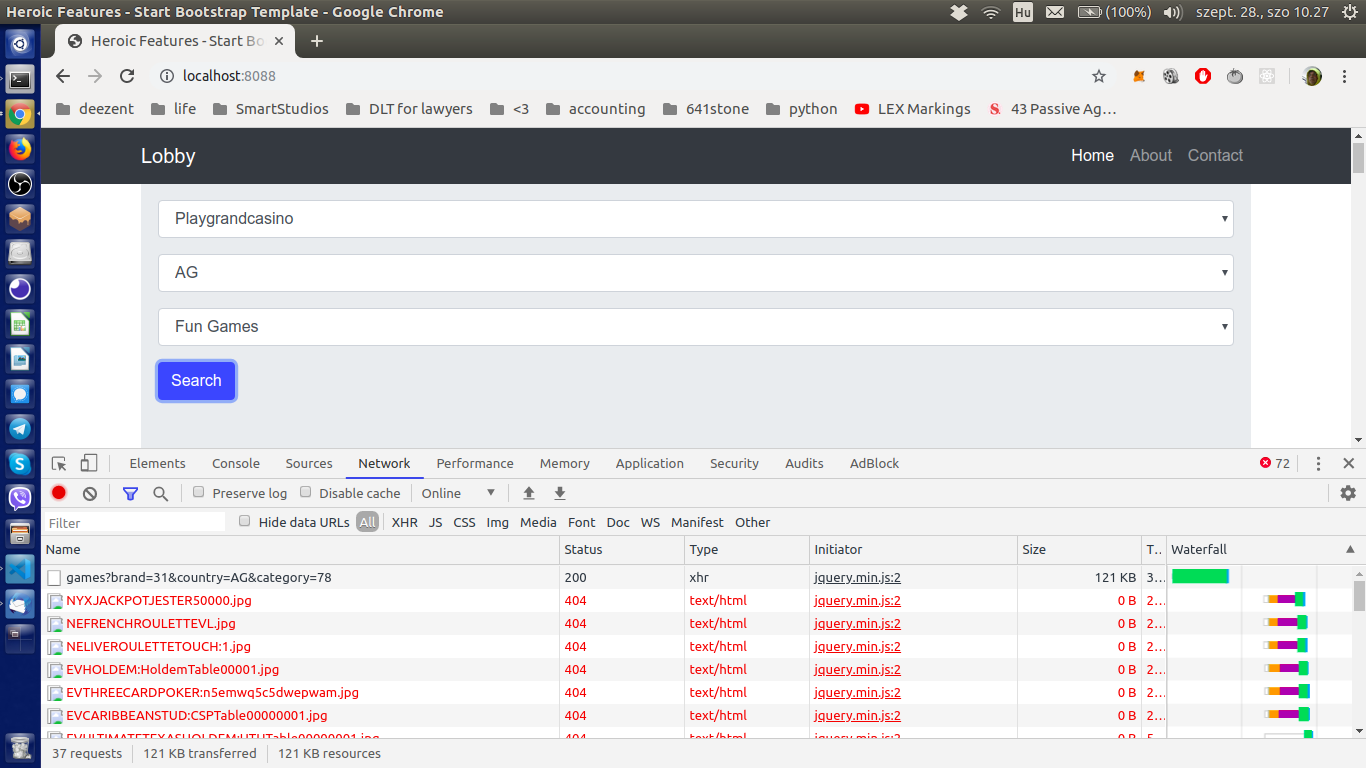 Heroic Features - Start Bootstrap Template - Google Chrome Hu (100%) szept. 28., szo 10.27
Heroic Features - Start Bo
localhost:8088
deezent life SmartStudios DLT for lawyers <3 accounting 641stone python LEX Markings 43 Passive Ag…
Lobby Home About Contact
Playgrandcasino
AG
Fun Games
Search
Elements Console Sources Network Performance Memory Application Security Audits AdBlock 72
Preserve log Disable cache Online
Filter Hide data URLs All XHR JS CSS Img Media Font Doc WS Manifest Other
Name Status Type Initiator Size T.. Waterfall
games?brand=31&country=AG&category=78 200 xhr jquery.min.js:2 121 KB 3...
NYXJACKPOTJESTER50000.jpg 404 text/html jquery.min.js:2 0 B 2...
NEFRENCHROULETTEVL.jpg 404 text/html jquery.min.js:2 0 B 2...
NELIVEROULETTETOUCH:1.jpg 404 text/html jquery.min.js:2 0 B 2...
EVHOLDEM:HoldemTable00001.jpg 404 text/html jquery.min.js:2 0 B 2...
EVTHREECARDPOKER:n5emwq5c5dwepwam.jpg 404 text/html jquery.min.js:2 0 B 2...
EVCARIBBEANSTUD:CSPTable00000001.jpg 404 text/html jquery.min.js:2 0 B 2...
EVULTIMATETEXASHOLDEM:UTHTable00000001.jpg 404 text/html jquery.min.js:2 0 B 5...
37 requests 121 KB transferred 121 KB resources